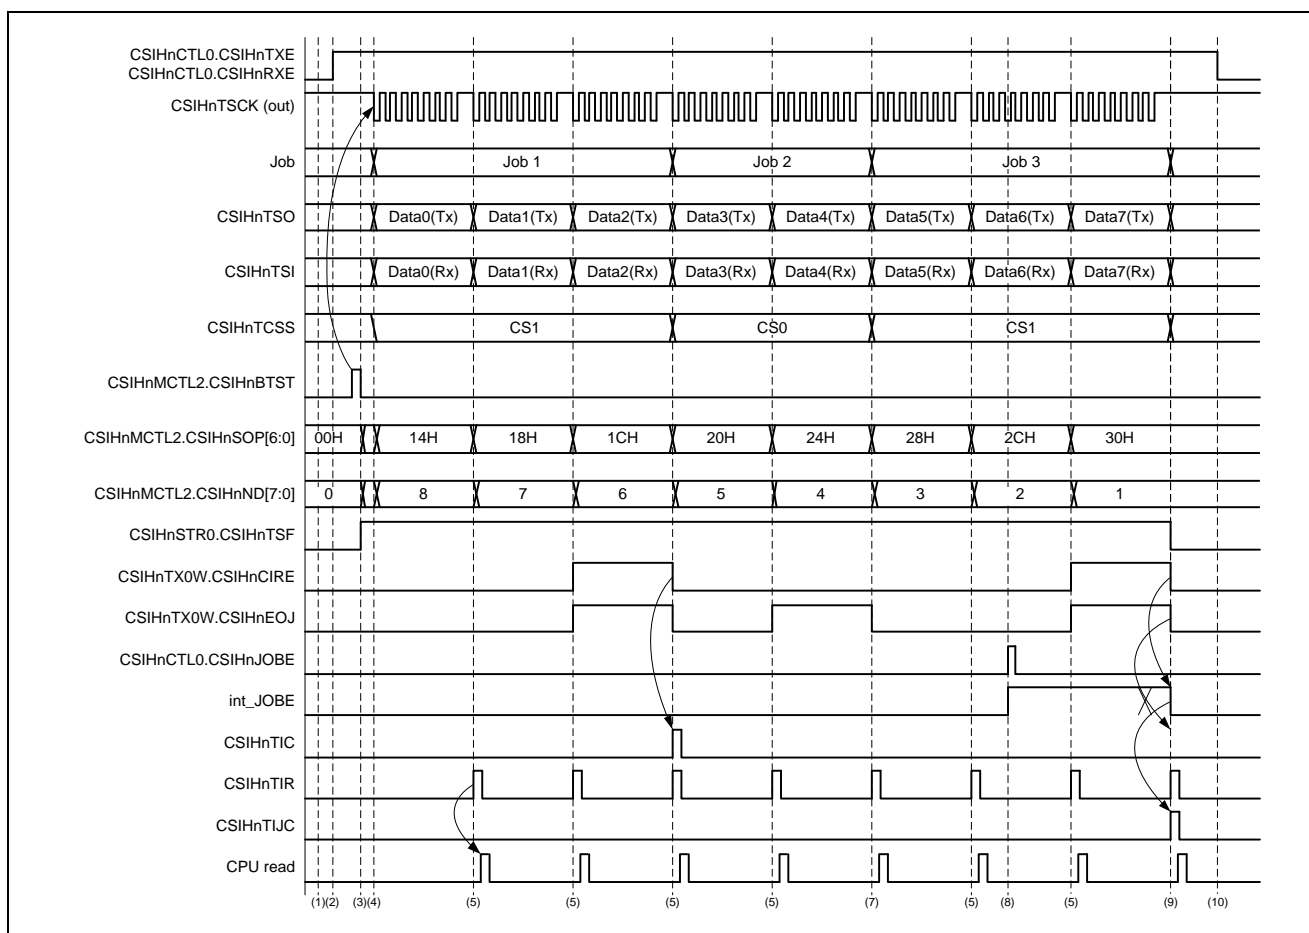 CSIHnCTL0.CSIHnTXE
CSIHnCTL0.CSIHnRXE
CSIHnTSCK (out)
Job Job 1 Job 2 Job 3
CSIHnTSO Data0(Tx) Data1(Tx) Data2(Tx) Data3(Tx) Data4(Tx) Data5(Tx) Data6(Tx) Data7(Tx)
CSIHnTSI Data0(Rx) Data1(Rx) Data2(Rx) Data3(Rx) Data4(Rx) Data5(Rx) Data6(Rx) Data7(Rx)
CSIHnTCSS CS1 CS0 CS1
CSIHnMCTL2.CSIHnBTST
CSIHnMCTL2.CSIHnSOP[6:0] 00H 14H 18H 1CH 20H 24H 28H 2CH 30H
CSIHnMCTL2.CSIHnND[7:0] 0 8 7 6 5 4 3 2 1
CSIHnSTR0.CSIHnTSF
CSIHnTX0W.CSIHnCIRE
CSIHnTX0W.CSIHnEOJ
CSIHnCTL0.CSIHnJOBE
int_JOBE
CSIHnTIC
CSIHnTIR
CSIHnTIJC
CPU read
(1)(2) (3)(4) (5) (5) (5) (5) (7) (5) (8) (5) (9) (10)